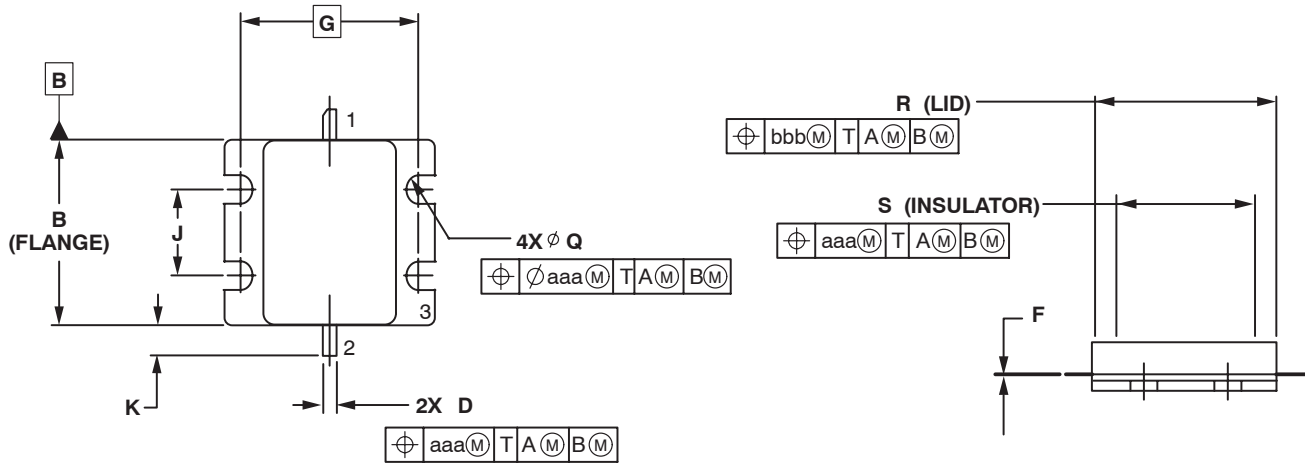 G
B
1
R (LID)
⌖ bbbⓂ T AⓂ BⓂ
S (INSULATOR)
⌖ aaaⓂ T AⓂ BⓂ
B
(FLANGE)
J
4X ∅ Q
⌖ ∅aaaⓂ T AⓂ BⓂ
3
F
2
K
2X D
⌖ aaaⓂ T AⓂ BⓂ